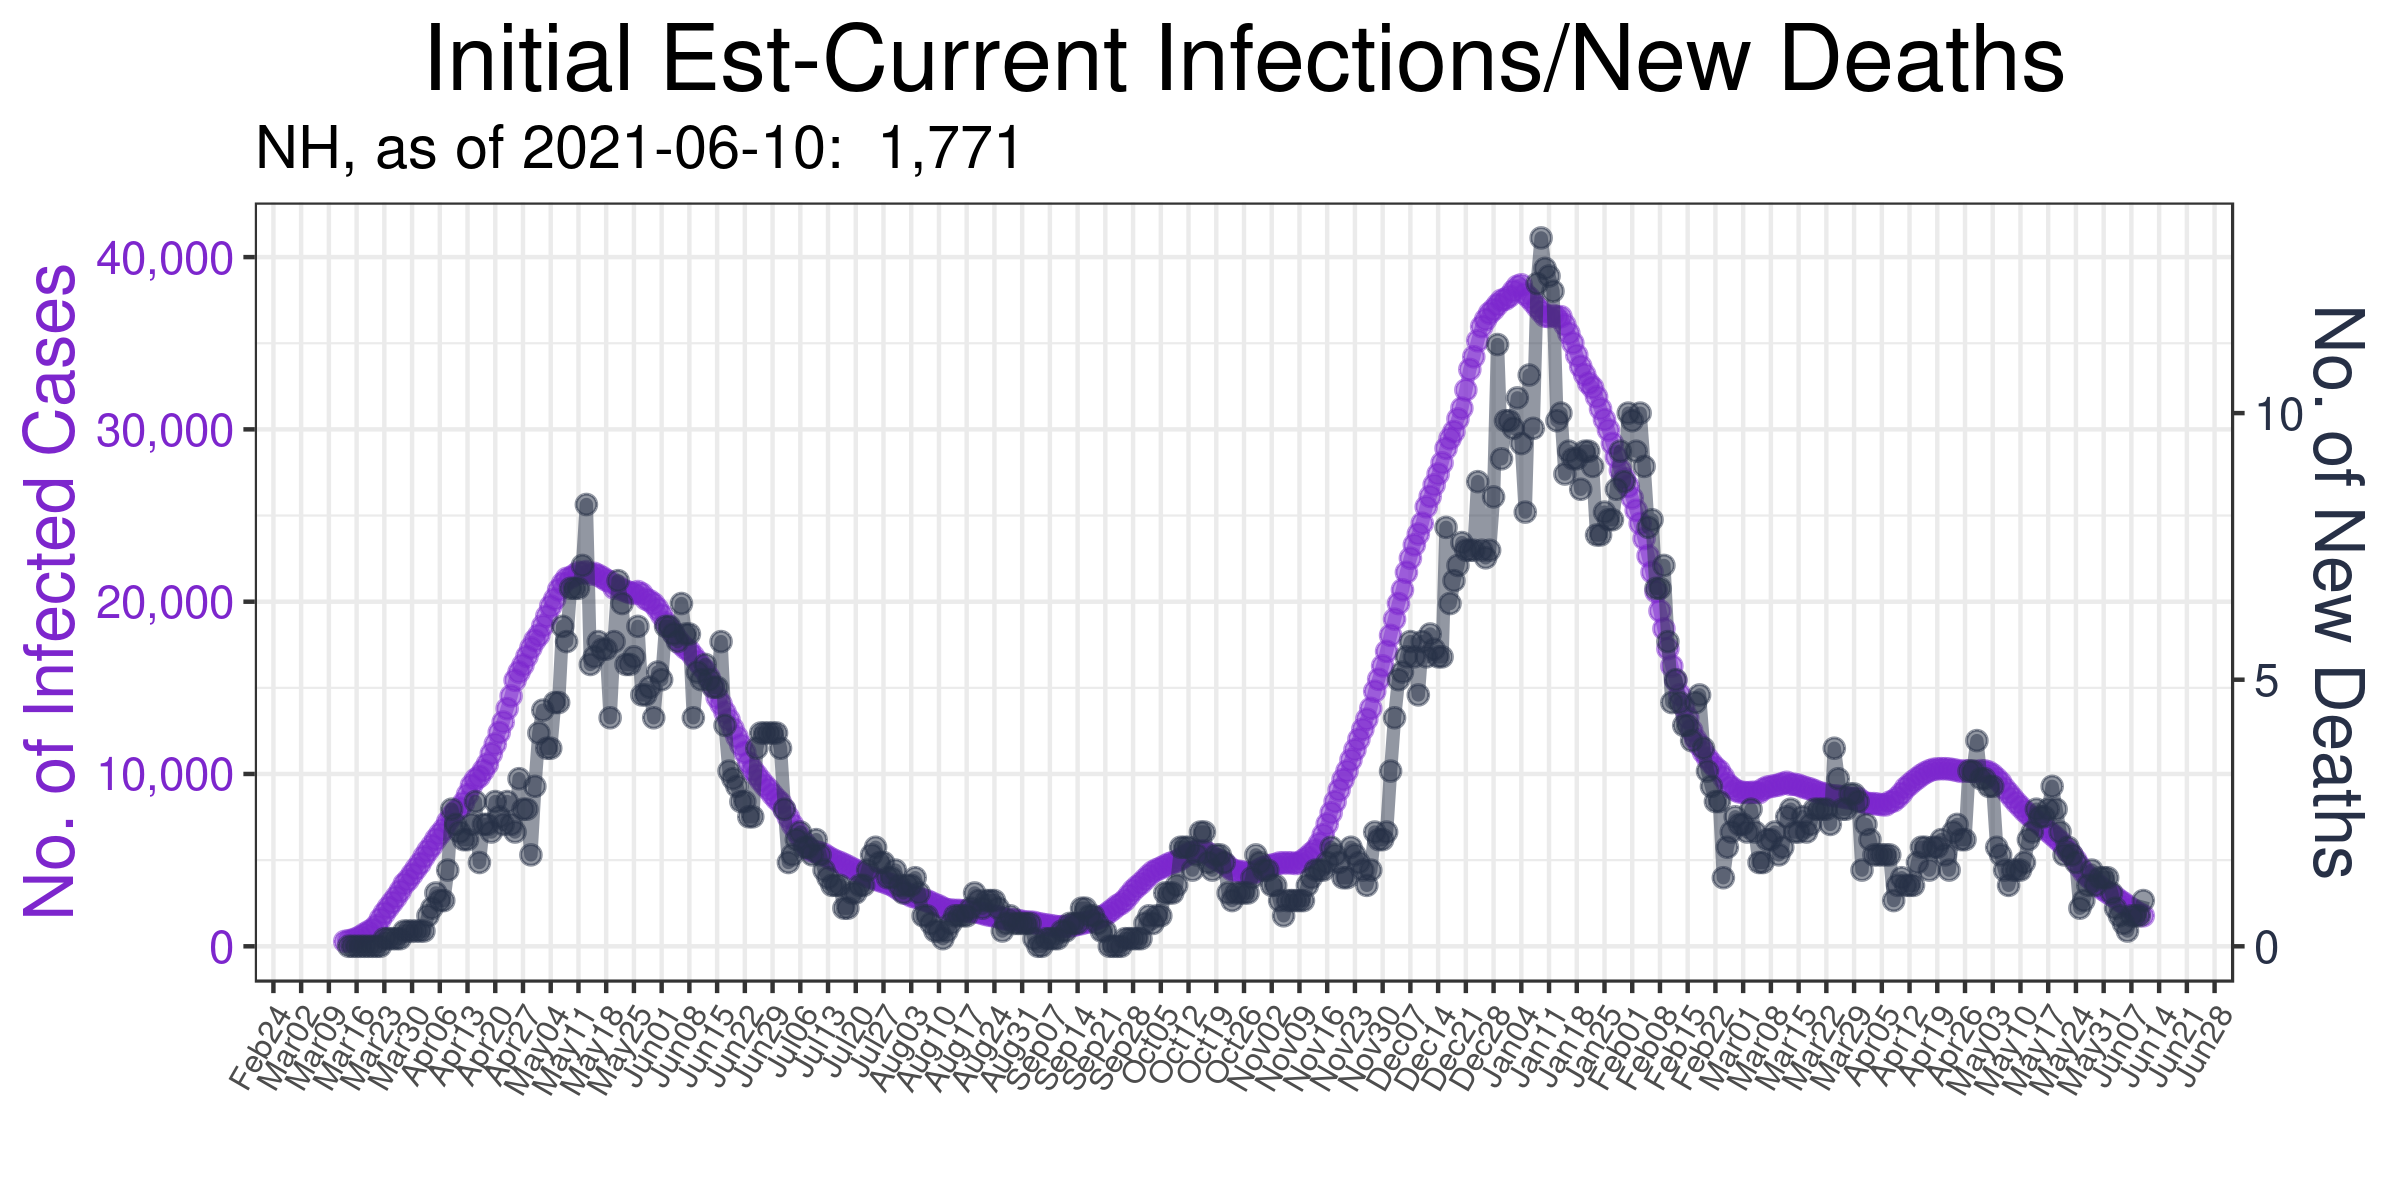 Initial Est-Current Infections/New Deaths
NH, as of 2021-06-10:  1,771
No. of Infected Cases
40,000
30,000
20,000
10,000
0
10
5
0
No. of New Deaths
Feb24
Mar02
Mar09
Mar16
Mar23
Mar30
Apr06
Apr13
Apr20
Apr27
May04
May11
May18
May25
Jun01
Jun08
Jun15
Jun22
Jun29
Jul06
Jul13
Jul20
Jul27
Aug03
Aug10
Aug17
Aug24
Aug31
Sep07
Sep14
Sep21
Sep28
Oct05
Oct12
Oct19
Oct26
Nov02
Nov09
Nov16
Nov23
Nov30
Dec07
Dec14
Dec21
Dec28
Dec04
Jan11
Jan18
Jan25
Feb01
Feb08
Feb15
Feb22
Mar01
Mar08
Mar15
Mar22
Mar29
Apr05
Apr12
Apr19
Apr26
May03
May10
May17
May24
May31
Mar07
Jun14
Jun21
Jun28